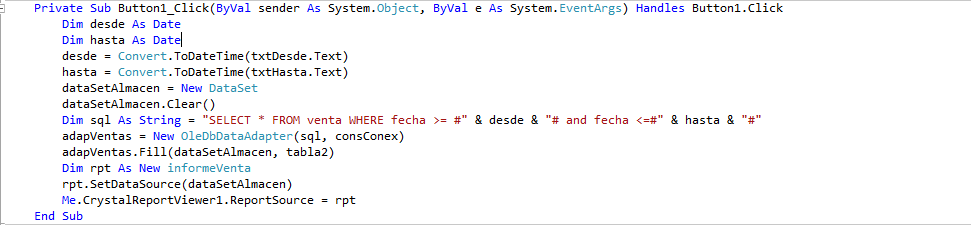 Private Sub Button1_Click(ByVal sender As System.Object, ByVal e As System.EventArgs) Handles Button1.Click
Dim desde As Date
Dim hasta As Date
desde = Convert.ToDateTime(txtDesde.Text)
hasta = Convert.ToDateTime(txtHasta.Text)
dataSetAlmacen = New DataSet
dataSetAlmacen.Clear()
Dim sql As String = "SELECT * FROM venta WHERE fecha >= #" & desde & "# and fecha <=#" & hasta & "#"
adapVentas = New OleDbDataAdapter(sql, consConex)
adapVentas.Fill(dataSetAlmacen, tabla2)
Dim rpt As New informeVenta
rpt.SetDataSource(dataSetAlmacen)
Me.CrystalReportViewer1.ReportSource = rpt
End Sub